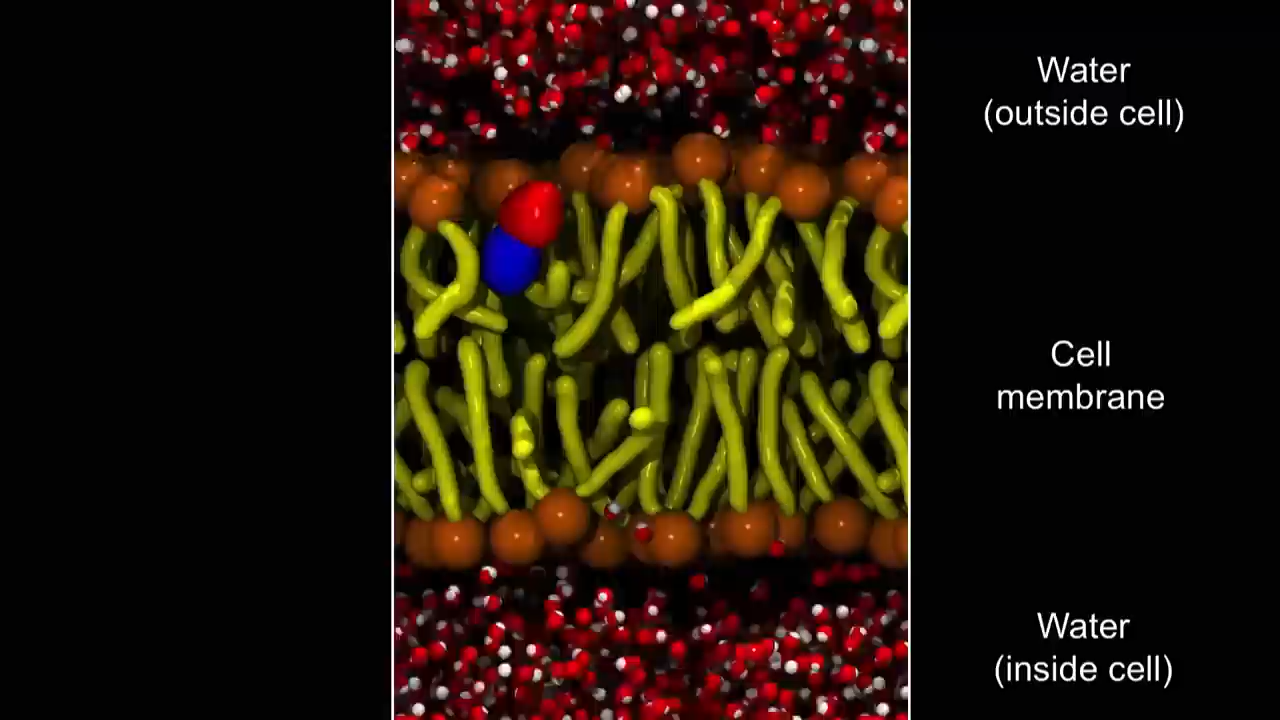 Water
(outside cell)
Cell
membrane
Water
(inside cell)